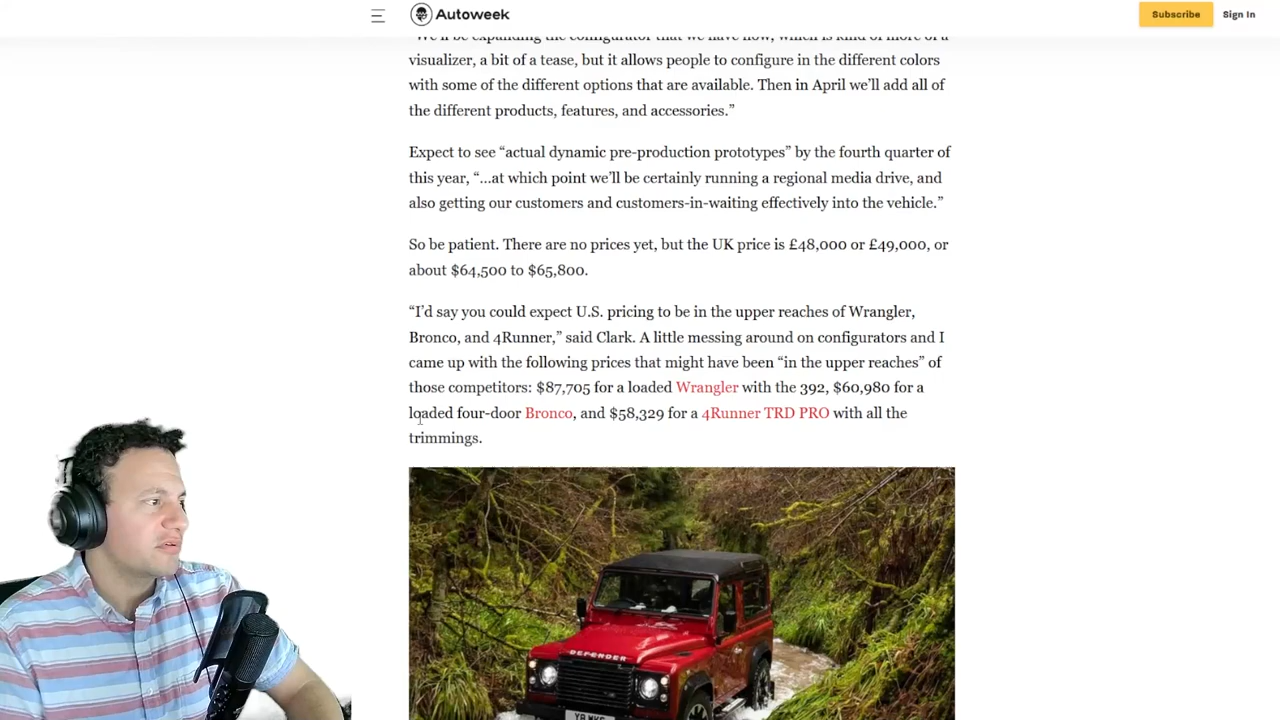 Autoweek
Subscribe
Sign In
"We'll be expanding the configurator that we have now, which is kind of more of a
visualizer, a bit of a tease, but it allows people to configure in the different colors
with some of the different options that are available. Then in April we'll add all of
the different products, features, and accessories.”
Expect to see “actual dynamic pre-production prototypes” by the fourth quarter of
this year, “…at which point we’ll be certainly running a regional media drive, and
also getting our customers and customers-in-waiting effectively into the vehicle.”
So be patient. There are no prices yet, but the UK price is £48,000 or £49,000, or
about $64,500 to $65,800.
“I’d say you could expect U.S. pricing to be in the upper reaches of Wrangler,
Bronco, and 4Runner,” said Clark. A little messing around on configurators and I
came up with the following prices that might have been “in the upper reaches” of
those competitors: $87,705 for a loaded Wrangler with the 392, $60,980 for a
loaded four-door Bronco, and $58,329 for a 4Runner TRD PRO with all the
trimmings.
DEFENDER